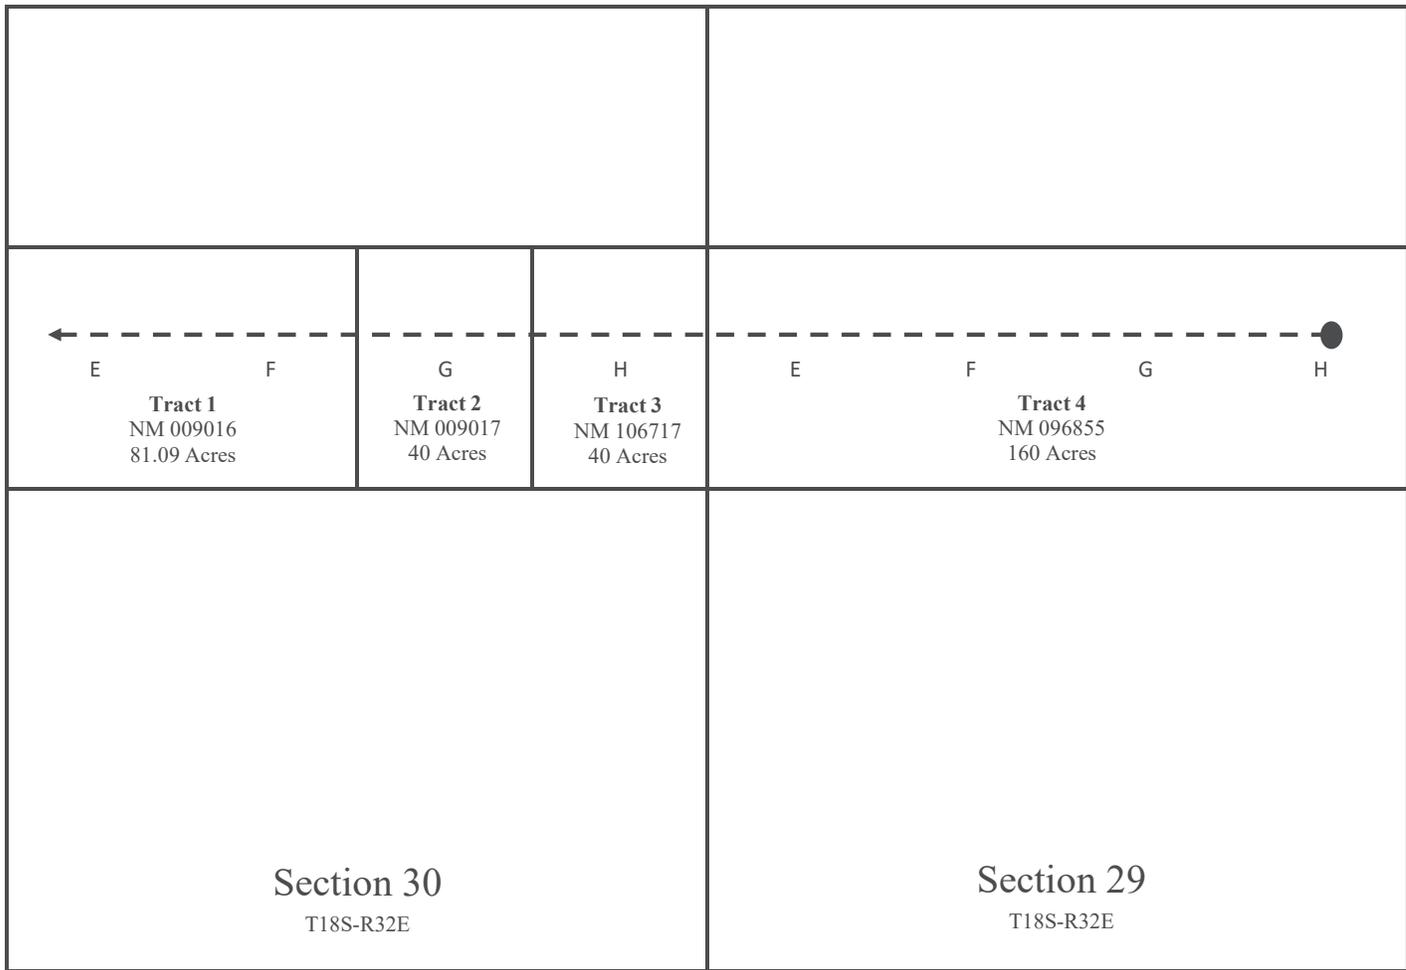 E F G H E F G H
Tract 1
NM 009016
81.09 Acres
Tract 2
NM 009017
40 Acres
Tract 3
NM 106717
40 Acres
Tract 4
NM 096855
160 Acres
Section 30
T18S-R32E
Section 29
T18S-R32E